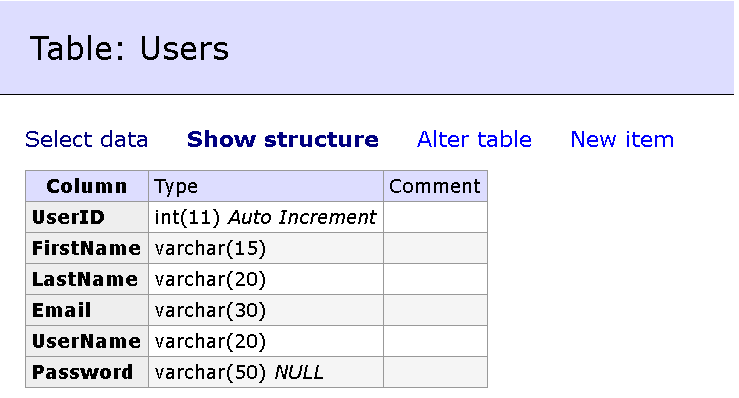 Table: Users
Select data Show structure Alter table New item
Column Type Comment
UserID int(11) Auto Increment
FirstName varchar(15)
LastName varchar(20)
Email varchar(30)
UserName varchar(20)
Password varchar(50) NULL